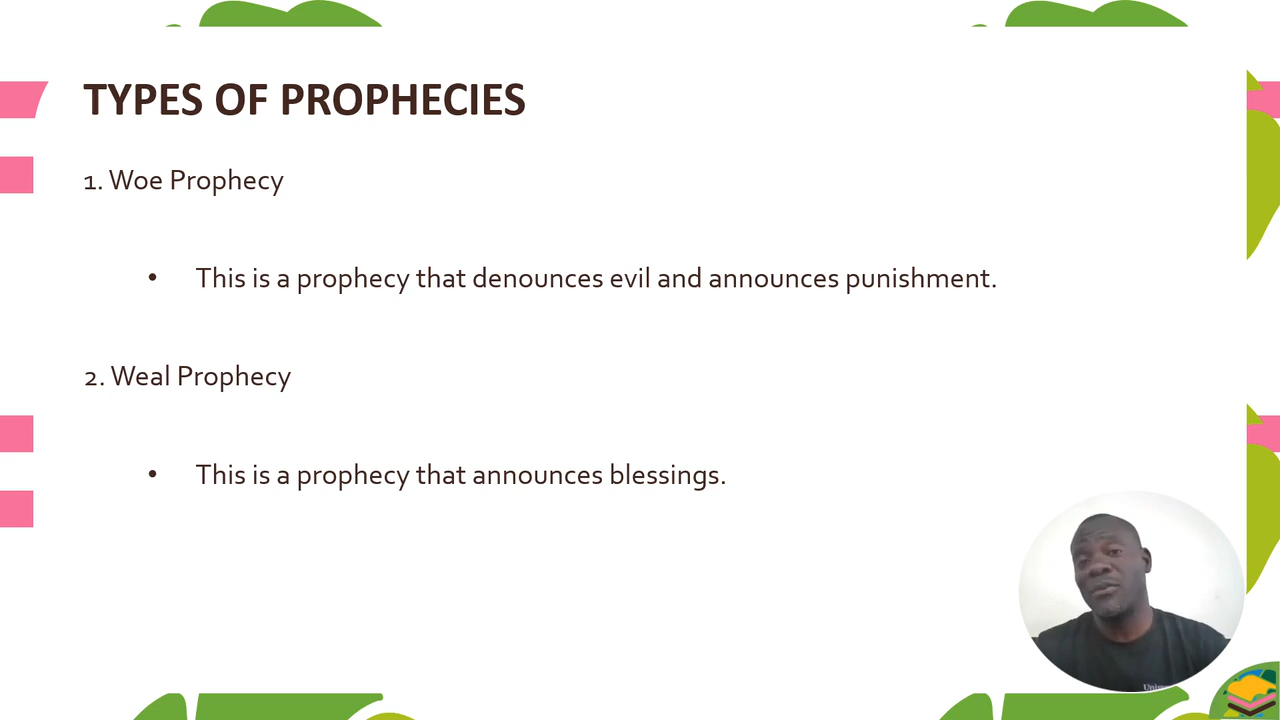 TYPES OF PROPHECIES
1. Woe Prophecy
• This is a prophecy that denounces evil and announces punishment.
2. Weal Prophecy
• This is a prophecy that announces blessings.